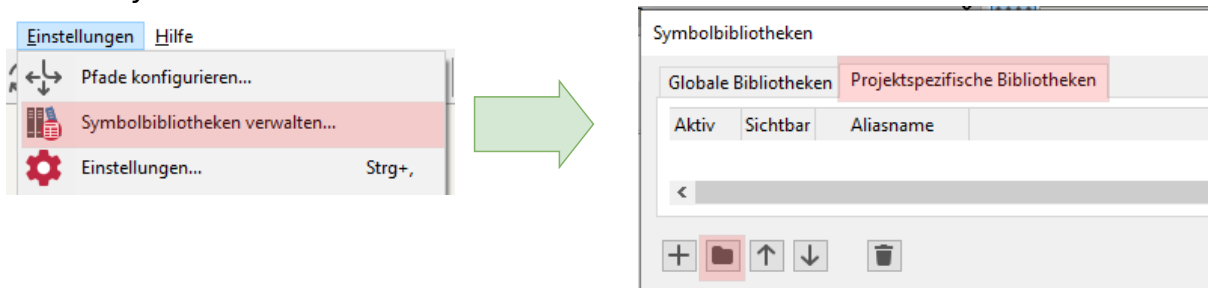 Einstellungen Hilfe
Pfade konfigurieren...
Symbolbibliotheken verwalten...
Einstellungen... Strg+,
Symbolbibliotheken
Globale Bibliotheken Projektspezifische Bibliotheken
Aktiv Sichtbar Aliasname